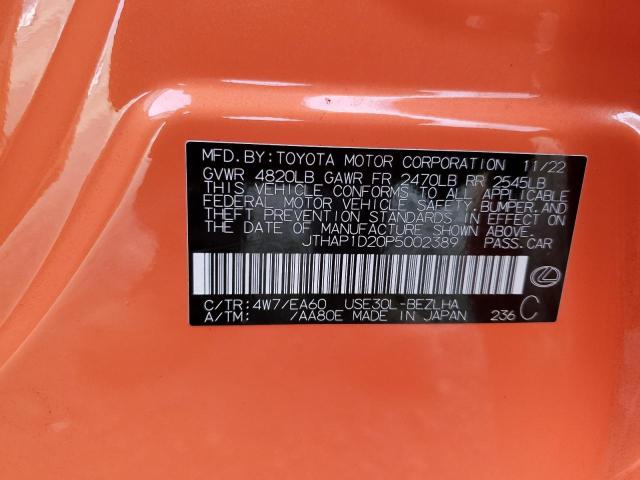 MFD. BY: TOYOTA MOTOR CORPORATION 11/22
GVWR 4820LB GAWR FR 2470LB RR 2545LB
THIS VEHICLE CONFORMS TO ALL APPLICABLE
FEDERAL MOTOR VEHICLE SAFETY, BUMPER, AND
THEFT PREVENTION STANDARDS IN EFFECT ON
THE DATE OF MANUFACTURE SHOWN ABOVE.
JTHAP1D20P5002389 PASS.CAR
C/TR: 4W7/EA60 USE30L-BEZLHA
A/TM: /AA80E MADE IN JAPAN 236 C